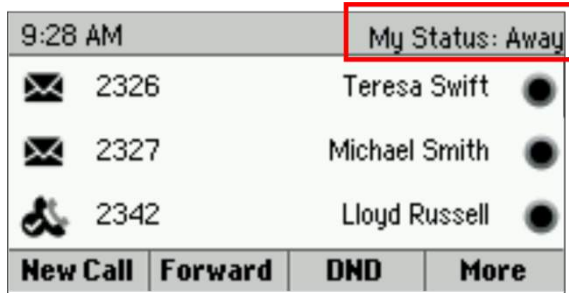 9:28 AM My Status: Away
2326 Teresa Swift
2327 Michael Smith
2342 Lloyd Russell
New Call Forward DND More